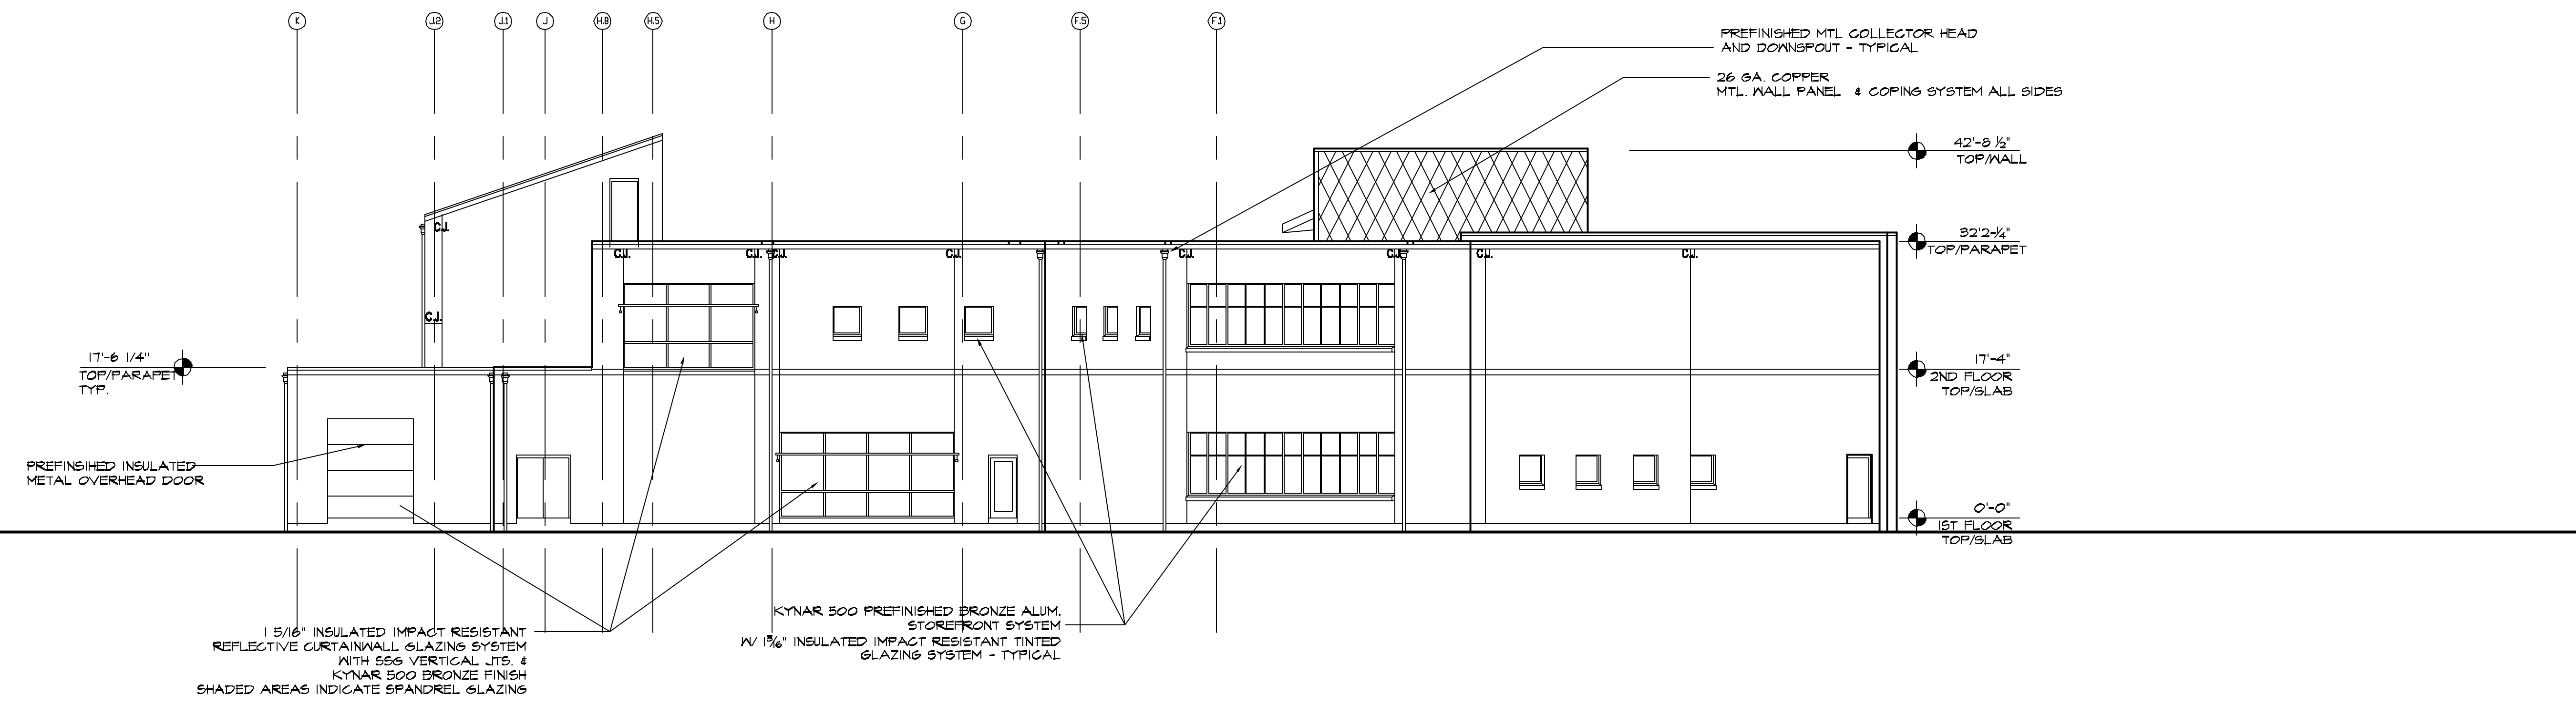 K
J.2
J.1
J
H.8
H.5
H
G
F.5
F.1
PREFINISHED MTL COLLECTOR HEAD
AND DOWNSPOUT - TYPICAL
26 GA. COPPER
MTL. WALL PANEL & COPING SYSTEM ALL SIDES
42'-8 1/2"
TOP/WALL
32'2-1/4"
TOP/PARAPET
C.J.
C.J.
C.J.
C.J.
C.J.
C.J.
C.J.
C.J.
C.J.
C.J.
17'-6 1/4"
TOP/PARAPET
TYP.
17'-4"
2ND FLOOR
TOP/SLAB
PREFINSIHED INSULATED
METAL OVERHEAD DOOR
0'-0"
1ST FLOOR
TOP/SLAB
1 5/16" INSULATED IMPACT RESISTANT
REFLECTIVE CURTAINWALL GLAZING SYSTEM
WITH SSG VERTICAL JTS. &
KYNAR 500 BRONZE FINISH
SHADED AREAS INDICATE SPANDREL GLAZING
KYNAR 500 PREFINISHED BRONZE ALUM.
STOREFRONT SYSTEM
W/ INSULATED IMPACT RESISTANT TINTED
GLAZING SYSTEM - TYPICAL